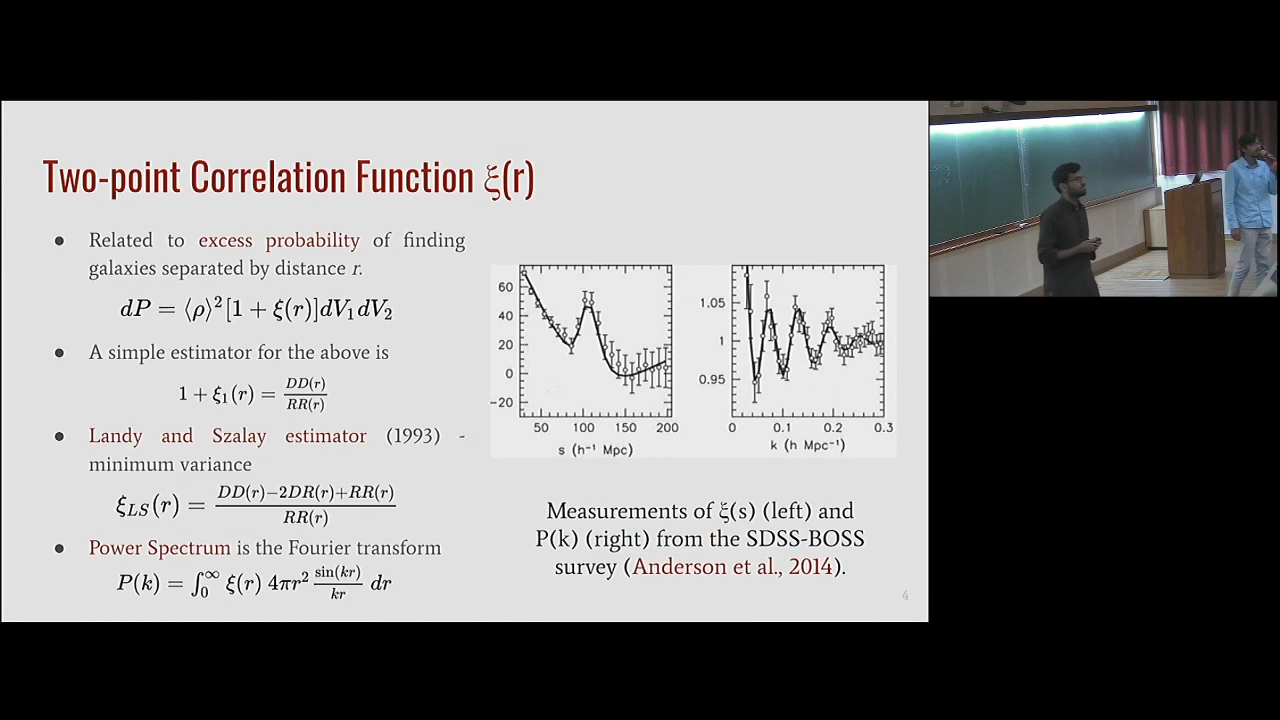 Two-point Correlation Function ξ(r)
● Related to excess probability of finding
galaxies separated by distance r.
dP = ⟨ρ⟩²[1 + ξ(r)]dV₁dV₂
● A simple estimator for the above is
1 + ξ₁(r) = DD(r)/RR(r)
● Landy and Szalay estimator (1993) -
minimum variance
ξ_LS(r) = DD(r)−2DR(r)+RR(r)/RR(r)
● Power Spectrum is the Fourier transform
P(k) = ∫₀^∞ ξ(r) 4πr² sin(kr)/kr dr
60
40
20
0
−20
50 100 150 200
s (h⁻¹ Mpc)
1.05
1
0.95
0 0.1 0.2 0.3
k (h Mpc⁻¹)
Measurements of ξ(s) (left) and
P(k) (right) from the SDSS-BOSS
survey (Anderson et al., 2014).
4